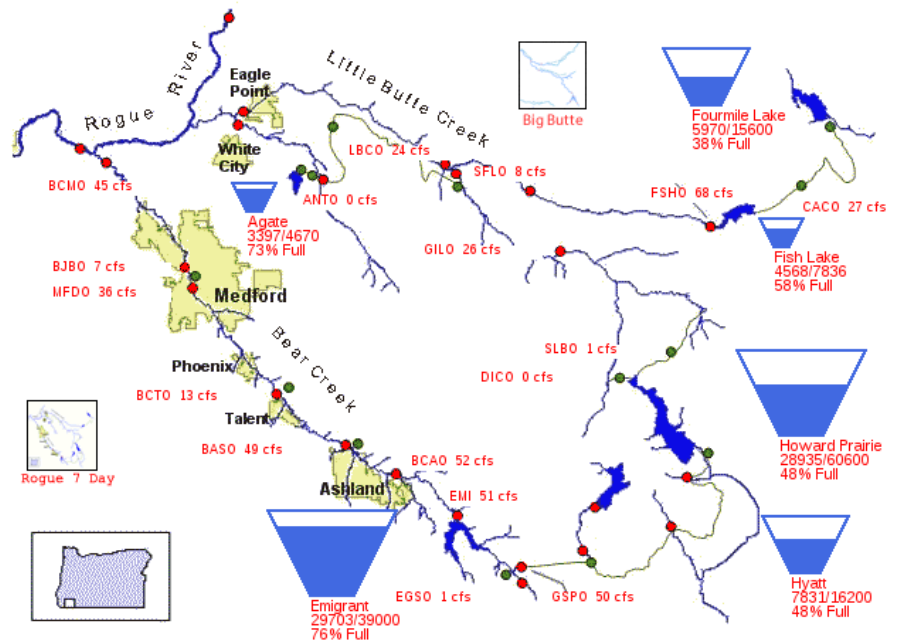 Rogue River
Eagle
Point
Little Butte Creek
Big Butte
Fourmile Lake
5970/15600
38% Full
White
City
LBCO 24 cfs
SFLO 8 cfs
BCMO 45 cfs
ANTO 0 cfs
FSHO 68 cfs
CACO 27 cfs
Agate
3397/4670
73% Full
GILO 26 cfs
Fish Lake
4568/7836
58% Full
BJBO 7 cfs
MFDO 36 cfs
Medford
Bear Creek
SLBO 1 cfs
Phoenix
DICO 0 cfs
BCTO 13 cfs
Talent
Howard Prairie
28935/60600
48% Full
BASO 49 cfs
BCAO 52 cfs
Rogue 7 Day
Ashland
EMI 51 cfs
Hyatt
7831/16200
48% Full
EGSO 1 cfs
GSPO 50 cfs
Emigrant
29703/39000
76% Full